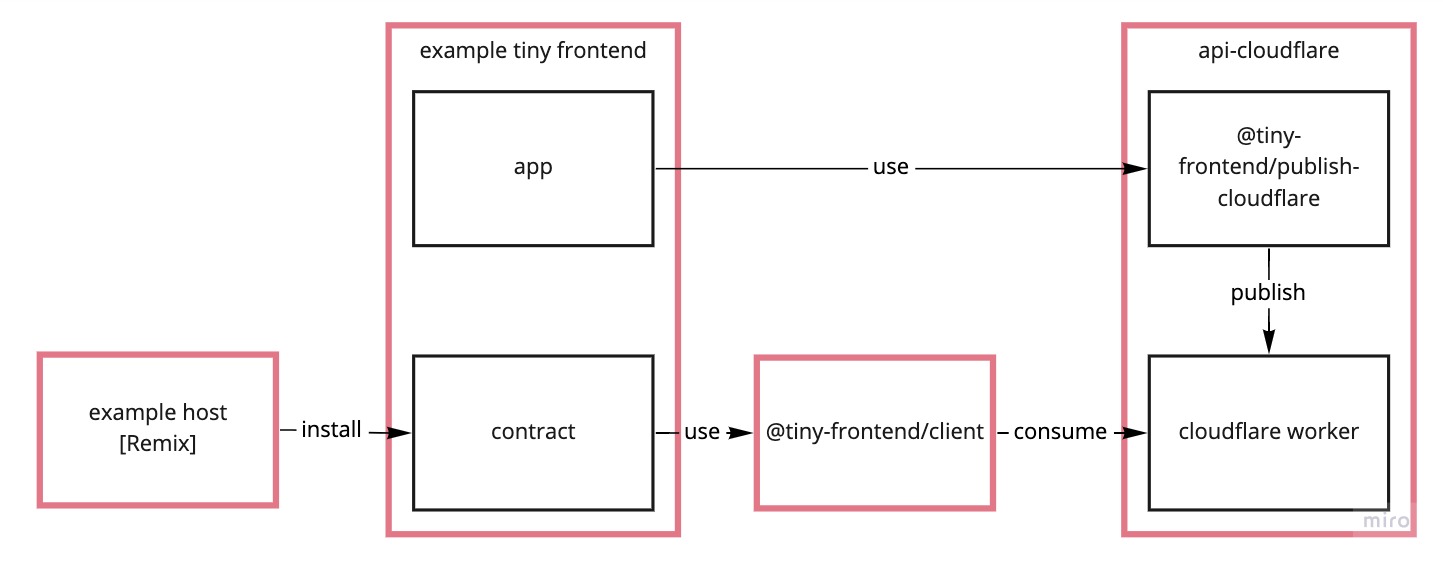 example tiny frontend
api-cloudflare
app
use
@tiny-
frontend/publish-
cloudflare
publish
example host
[Remix]
install
contract
use
@tiny-frontend/client
consume
cloudflare worker
miro